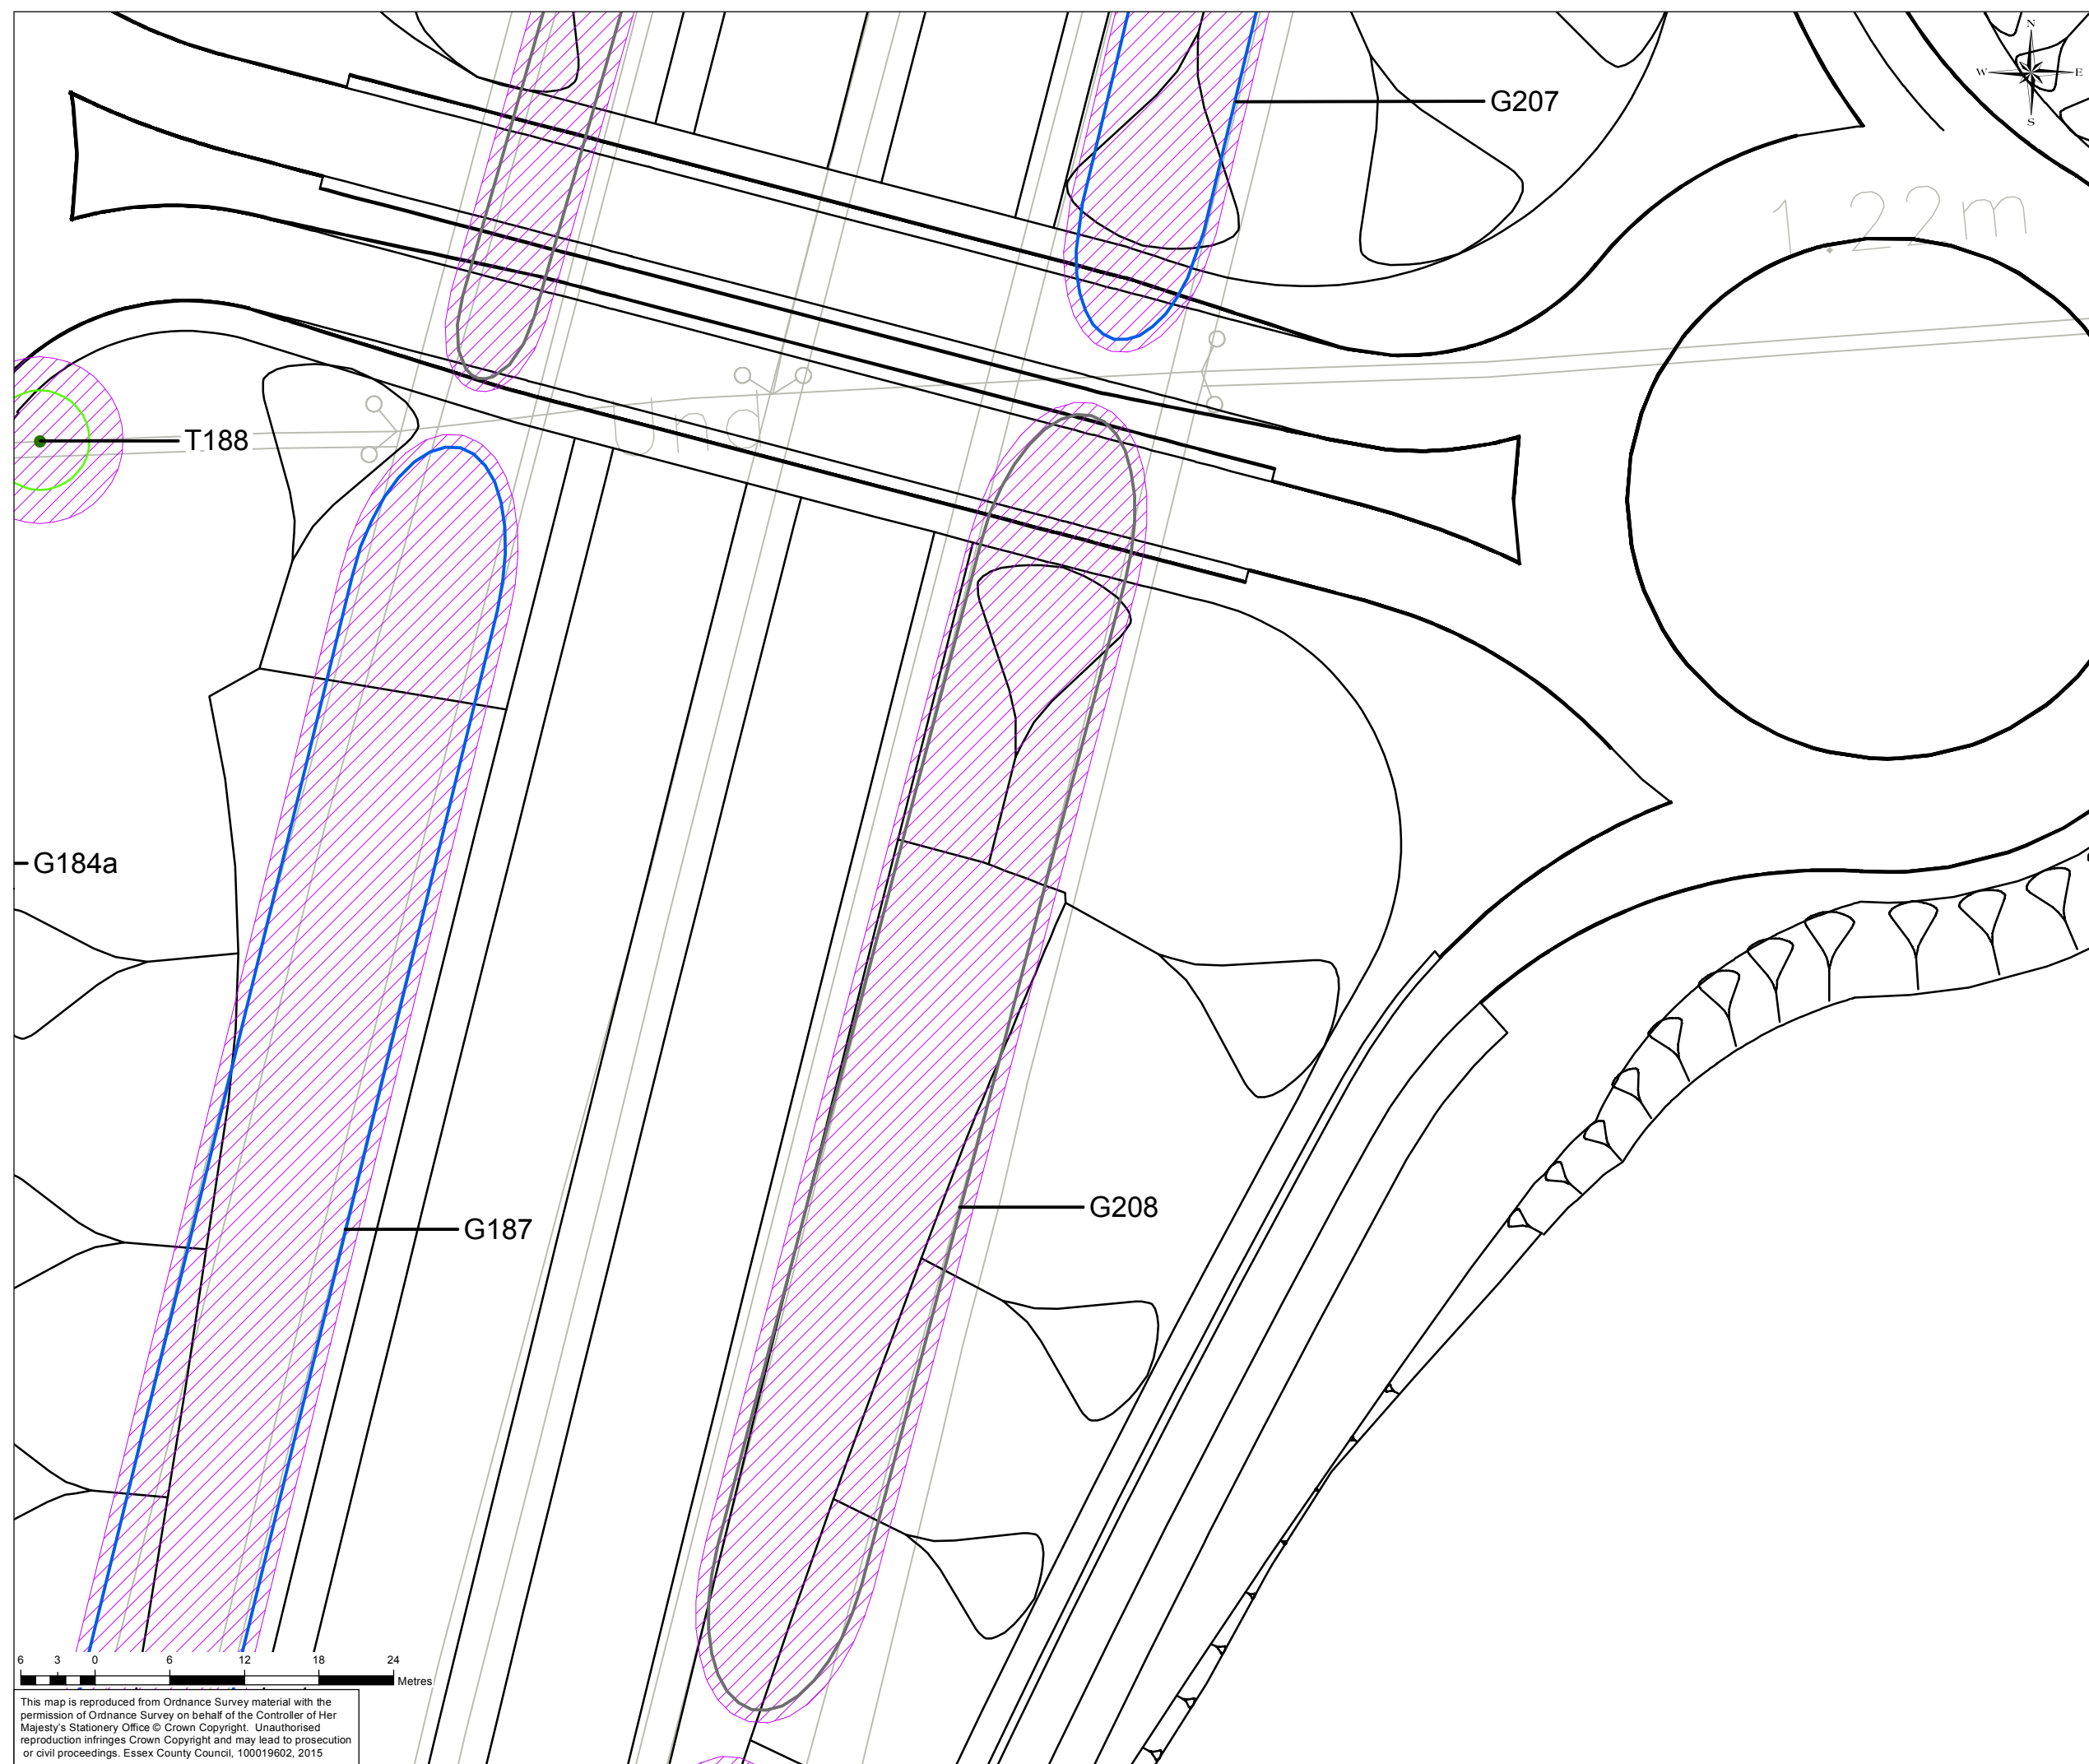 N
W E
S
G207
1.22m
Und
T188
G184a
G187
G208
6 3 0 6 12 18 24
Metres
This map is reproduced from Ordnance Survey material with the
permission of Ordnance Survey on behalf of the Controller of Her
Majesty's Stationery Office © Crown Copyright. Unauthorised
reproduction infringes Crown Copyright and may lead to prosecution
or civil proceedings. Essex County Council, 100019602, 2015